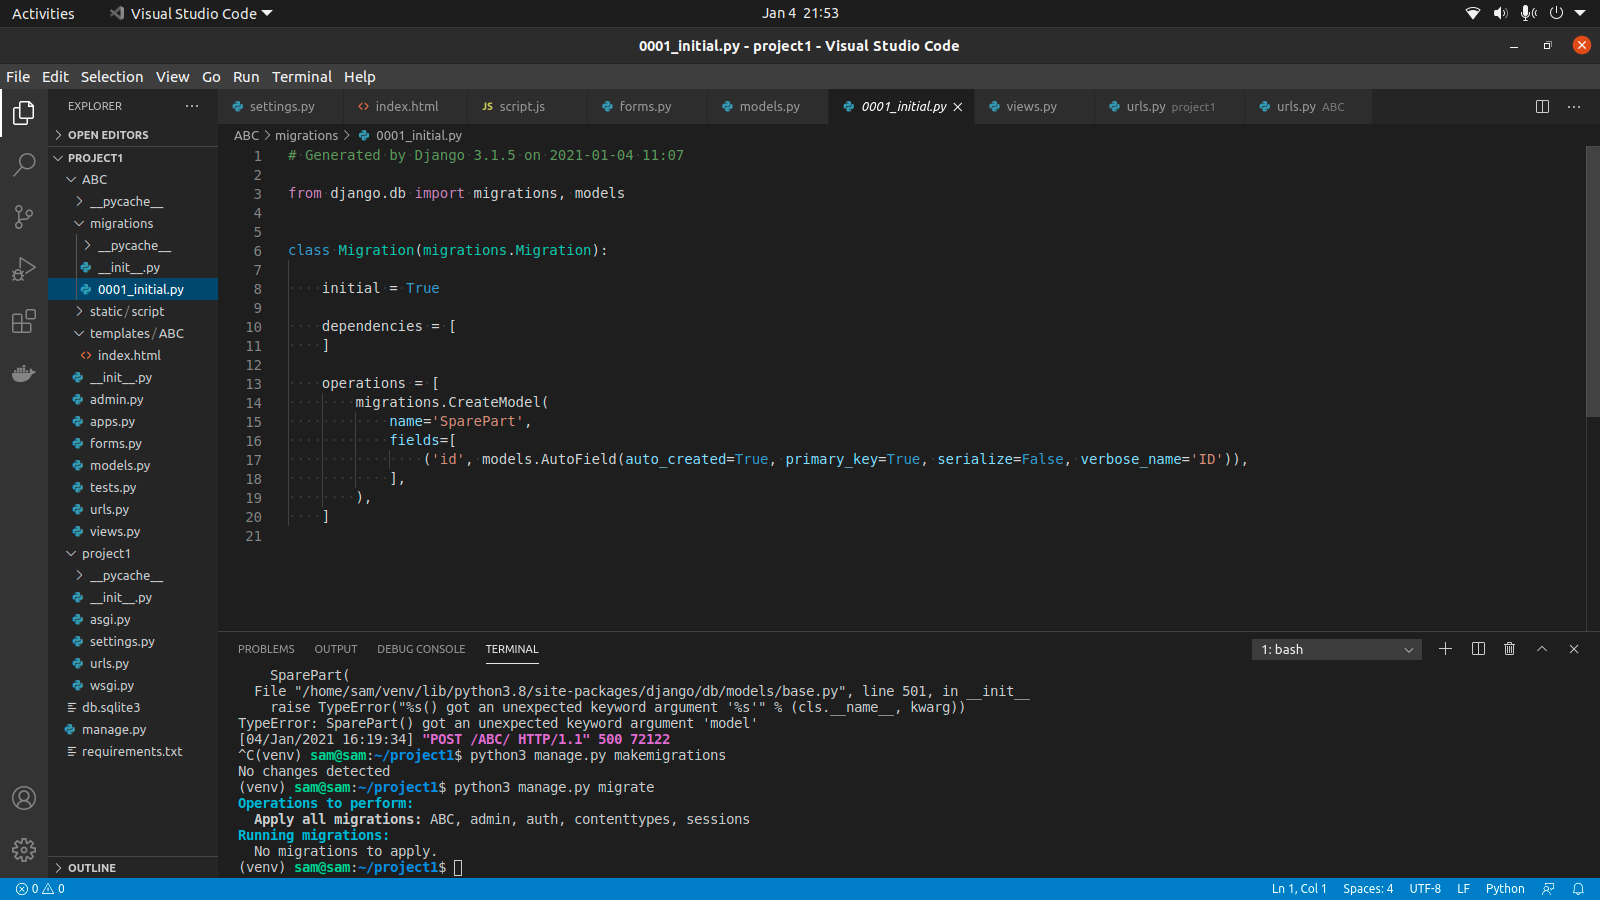 Activities
Visual Studio Code
Jan 4 21:53
0001_initial.py - project1 - Visual Studio Code
File Edit Selection View Go Run Terminal Help
EXPLORER
settings.py
index.html
JS script.js
forms.py
models.py
0001_initial.py
views.py
urls.py project1
urls.py ABC
OPEN EDITORS
PROJECT1
ABC
__pycache__
migrations
__pycache__
__init__.py
0001_initial.py
static/script
templates/ABC
index.html
__init__.py
admin.py
apps.py
forms.py
models.py
tests.py
urls.py
views.py
project1
__pycache__
__init__.py
asgi.py
settings.py
urls.py
wsgi.py
db.sqlite3
manage.py
requirements.txt
OUTLINE
ABC > migrations > 0001_initial.py
1 # Generated by Django 3.1.5 on 2021-01-04 11:07
2
3 from django.db import migrations, models
4
5
6 class Migration(migrations.Migration):
7
8     initial = True
9
10     dependencies = [
11     ]
12
13     operations = [
14         migrations.CreateModel(
15             name='SparePart',
16             fields=[
17                 ('id', models.AutoField(auto_created=True, primary_key=True, serialize=False, verbose_name='ID')),
18             ],
19         ),
20     ]
21
PROBLEMS OUTPUT DEBUG CONSOLE TERMINAL
1: bash
    SparePart(
  File "/home/sam/venv/lib/python3.8/site-packages/django/db/models/base.py", line 501, in __init__
    raise TypeError("%s() got an unexpected keyword argument '%s'" % (cls.__name__, kwarg))
TypeError: SparePart() got an unexpected keyword argument 'model'
[04/Jan/2021 16:19:34] "POST /ABC/ HTTP/1.1" 500 72122
^C(venv) sam@sam:~/project1$ python3 manage.py makemigrations
No changes detected
(venv) sam@sam:~/project1$ python3 manage.py migrate
Operations to perform:
  Apply all migrations: ABC, admin, auth, contenttypes, sessions
Running migrations:
  No migrations to apply.
(venv) sam@sam:~/project1$
0 0
Ln 1, Col 1 Spaces: 4 UTF-8 LF Python